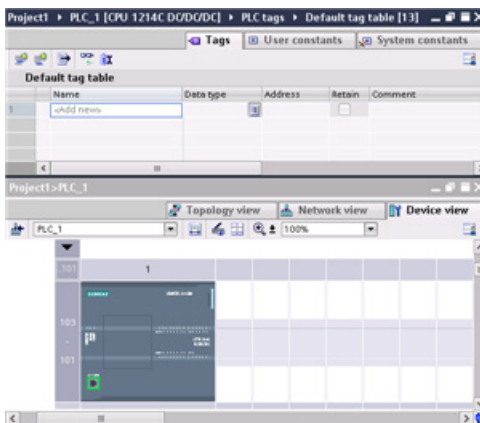 Project1 ▸ PLC_1 [CPU 1214C DC/DC/DC] ▸ PLC tags ▸ Default tag table [13]
Tags User constants System constants
Default tag table
Name Data type Address Retain Comment
1 <Add new>
Project1>PLC_1
Topology view Network view Device view
PLC_1 100%
101 1
SIEMENS
103
-
101